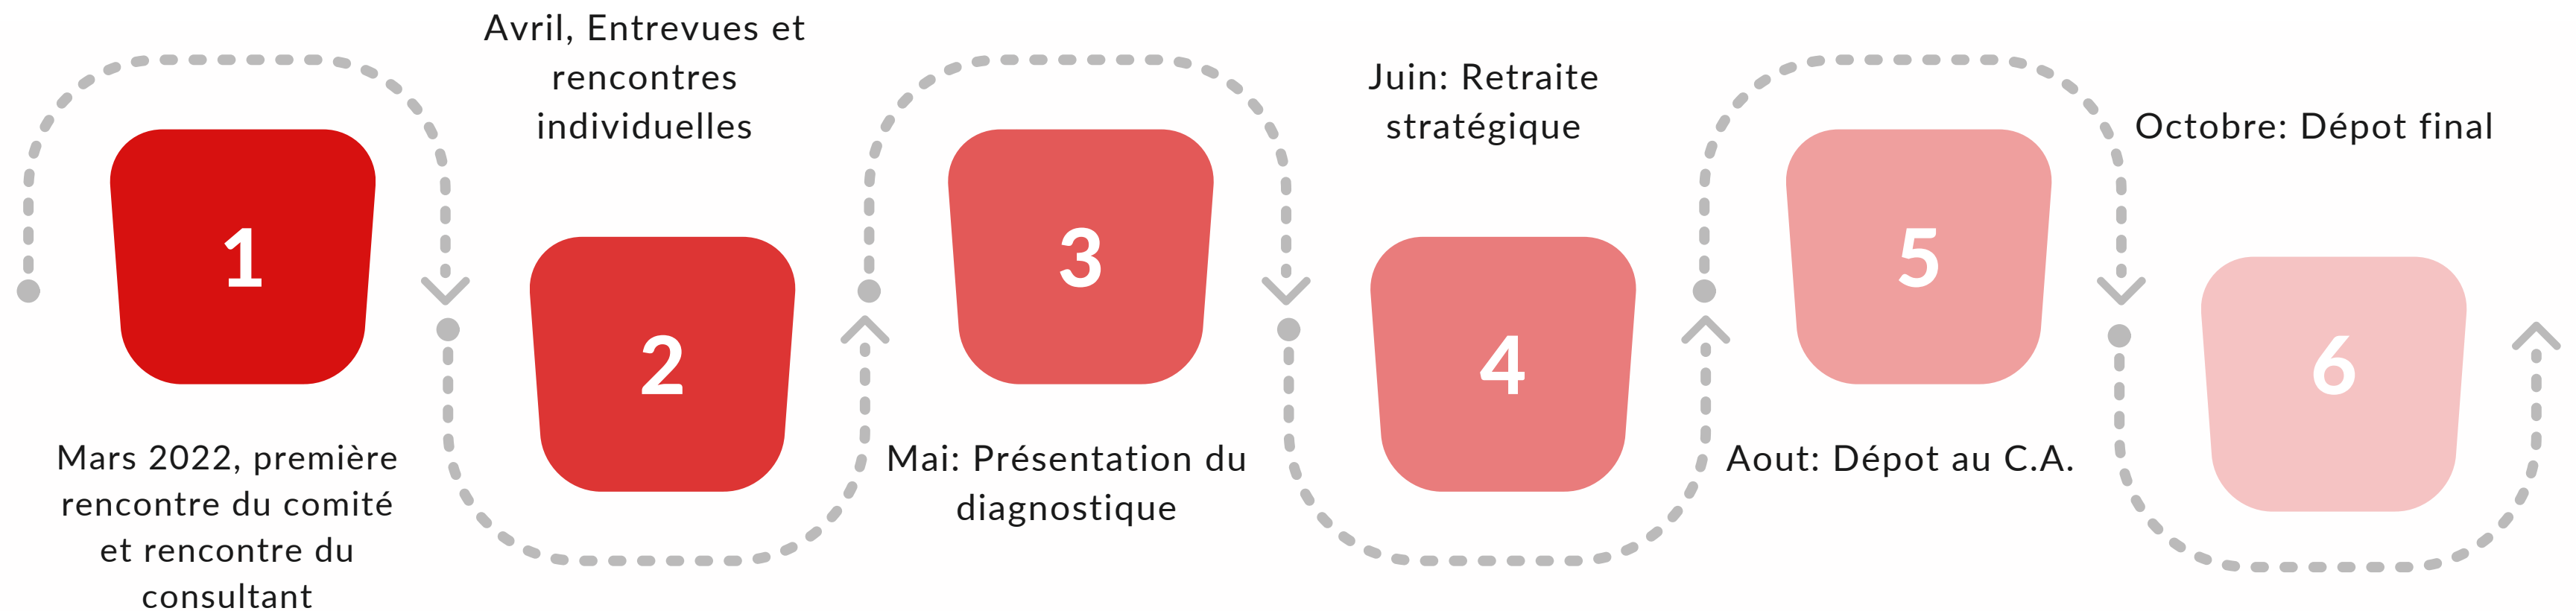 1
Mars 2022, première
rencontre du comité
et rencontre du
consultant
Avril, Entrevues et
rencontres
individuelles
2
3
Mai: Présentation du
diagnostique
Juin: Retraite
stratégique
4
5
Aout: Dépot au C.A.
Octobre: Dépot final
6